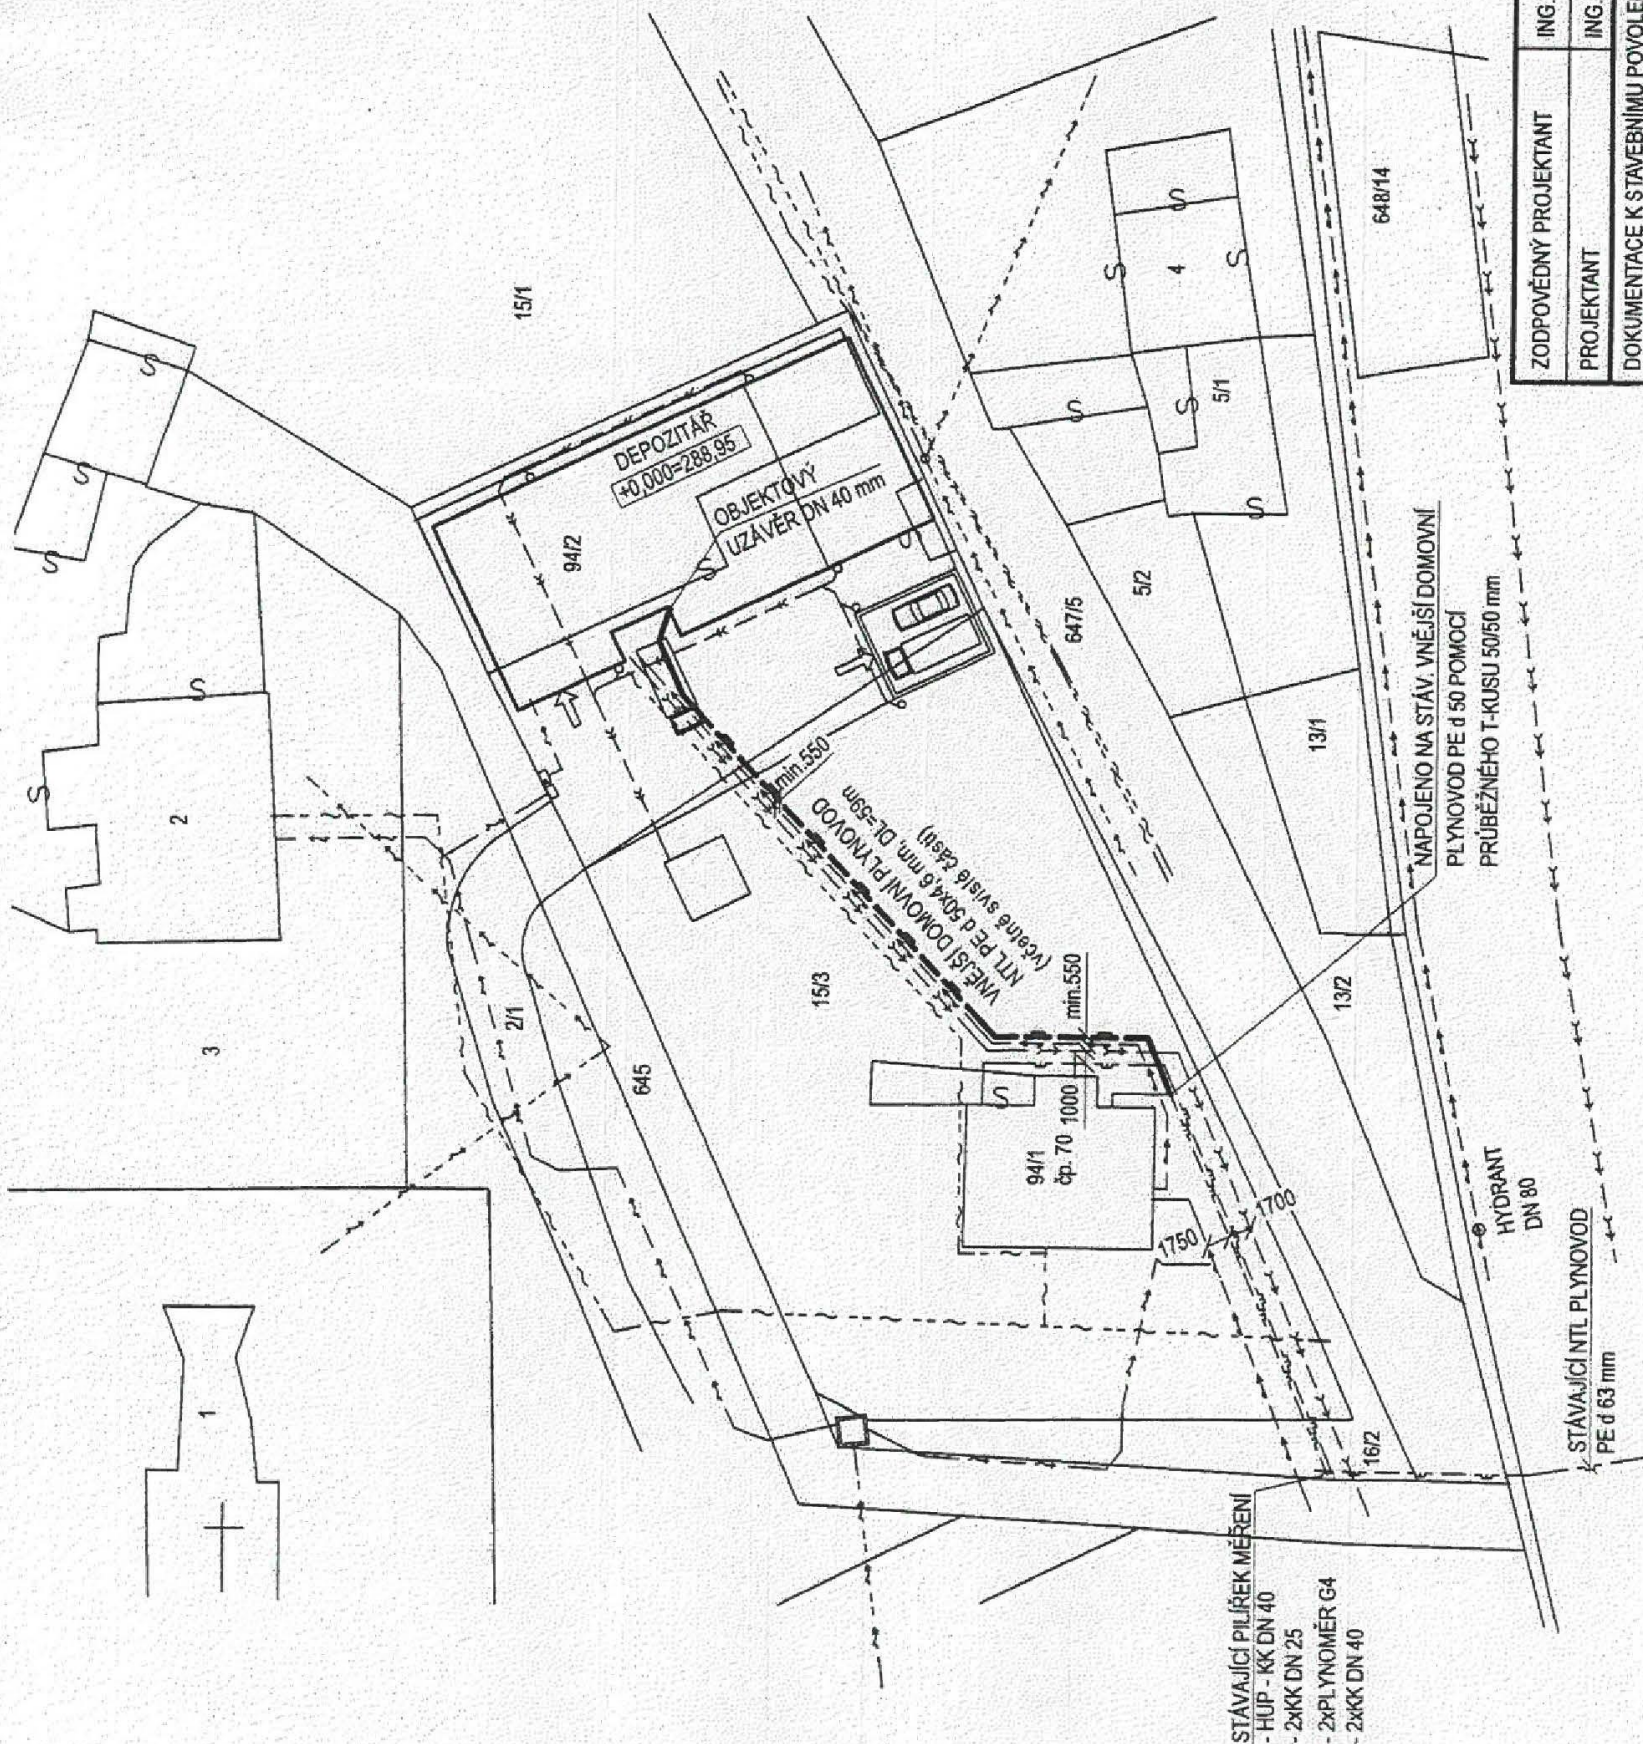 ZODPOVĚDNÝ PROJEKTANT
ING.
PROJEKTANT
ING.
DOKUMENTACE K STAVEBNÍMU POVOLE
15/1
DEPOZITÁŘ
+0,000=288,95
OBJEKTOVÝ
UZÁVĚR DN 40 mm
94/2
S
S
S
S
S
S
2
3
2/1
645
15/3
min.550
VNĚJŠÍ DOMOVNÍ PLYNOVOD
NTL PE d 50x4,6 mm, DL=59m
(včetně svislé části)
min.550
1000
S
94/1
čp. 70
1750
1700
1
647/5
5/2
5/1
4
S
S
S
S
S
S
648/14
13/1
13/2
NAPOJENO NA STÁV. VNĚJŠÍ DOMOVNÍ
PLYNOVOD PE d 50 POMOCÍ
PRŮBĚŽNÉHO T-KUSU 50/50 mm
HYDRANT
DN 80
STÁVAJÍCÍ NTL PLYNOVOD
PE d 63 mm
16/2
STÁVAJÍCÍ PILÍŘEK MĚŘENÍ
- HUP - KK DN 40
- 2xKK DN 25
- 2xPLYNOMĚR G4
- 2xKK DN 40